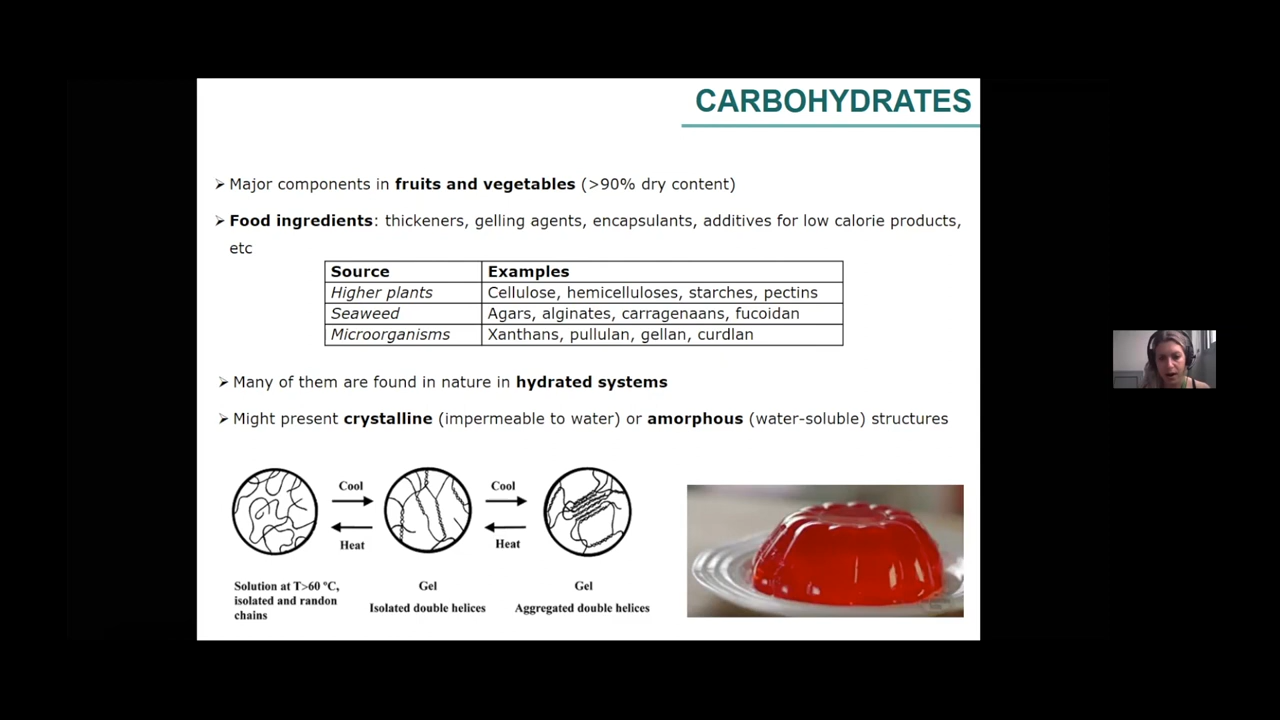 CARBOHYDRATES
➢ Major components in fruits and vegetables (>90% dry content)
➢ Food ingredients: thickeners, gelling agents, encapsulants, additives for low calorie products,
etc
Source Examples
Higher plants Cellulose, hemicelluloses, starches, pectins
Seaweed Agars, alginates, carragenaans, fucoidan
Microorganisms Xanthans, pullulan, gellan, curdlan
➢ Many of them are found in nature in hydrated systems
➢ Might present crystalline (impermeable to water) or amorphous (water-soluble) structures
Cool Cool
Heat Heat
Solution at T>60 ºC,
isolated and randon
chains
Gel
Isolated double helices
Gel
Aggregated double helices